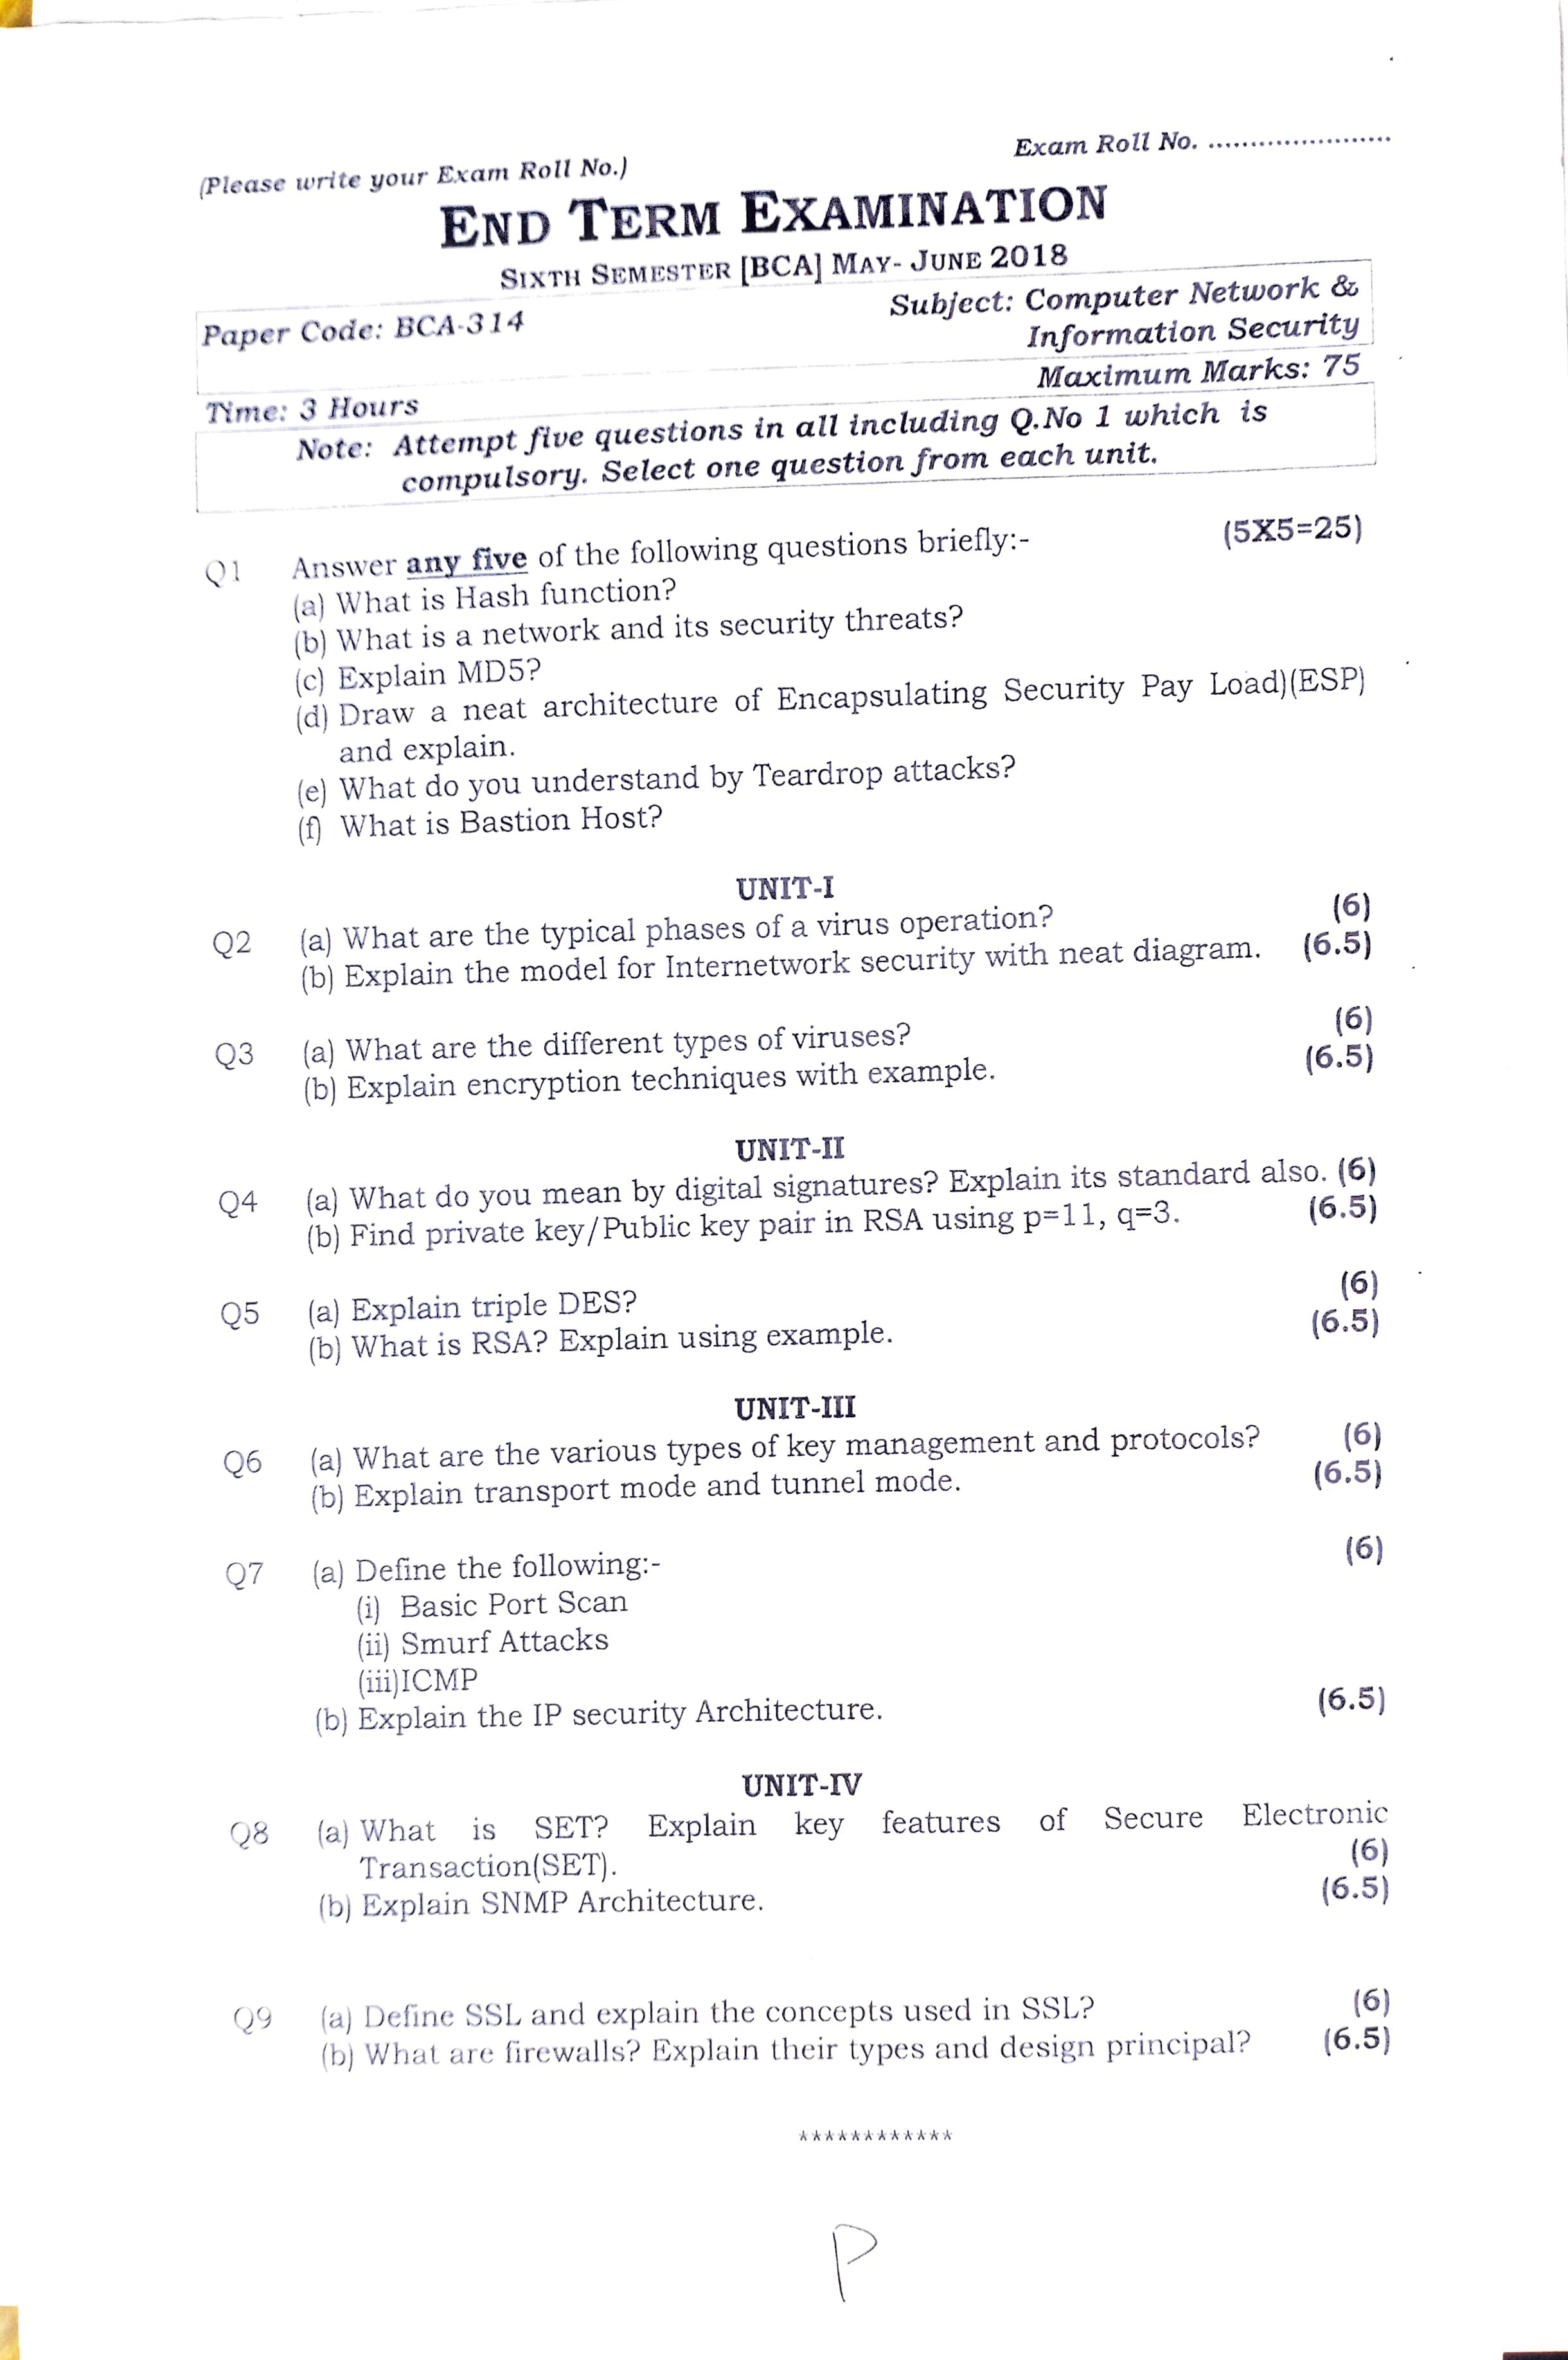 Exam Roll No. ......................
(Please write your Exam Roll No.)
END TERM EXAMINATION
SIXTH SEMESTER [BCA] MAY- JUNE 2018
Paper Code: BCA-314
Subject: Computer Network &
Information Security
Maximum Marks: 75
Time: 3 Hours
Note: Attempt five questions in all including Q.No 1 which is
compulsory. Select one question from each unit.
Q1 Answer any five of the following questions briefly:- (5X5=25)
(a) What is Hash function?
(b) What is a network and its security threats?
(c) Explain MD5?
(d) Draw a neat architecture of Encapsulating Security Pay Load)(ESP)
and explain.
(e) What do you understand by Teardrop attacks?
(f) What is Bastion Host?
UNIT-I
Q2 (a) What are the typical phases of a virus operation? (6)
(b) Explain the model for Internetwork security with neat diagram. (6.5)
Q3 (a) What are the different types of viruses? (6)
(b) Explain encryption techniques with example. (6.5)
UNIT-II
Q4 (a) What do you mean by digital signatures? Explain its standard also. (6)
(b) Find private key/Public key pair in RSA using p=11, q=3. (6.5)
Q5 (a) Explain triple DES? (6)
(b) What is RSA? Explain using example. (6.5)
UNIT-III
Q6 (a) What are the various types of key management and protocols? (6)
(b) Explain transport mode and tunnel mode. (6.5)
Q7 (a) Define the following:- (6)
(i) Basic Port Scan
(ii) Smurf Attacks
(iii)ICMP
(b) Explain the IP security Architecture. (6.5)
UNIT-IV
Q8 (a) What is SET? Explain key features of Secure Electronic
Transaction(SET). (6)
(b) Explain SNMP Architecture. (6.5)
Q9 (a) Define SSL and explain the concepts used in SSL? (6)
(b) What are firewalls? Explain their types and design principal? (6.5)
************
P